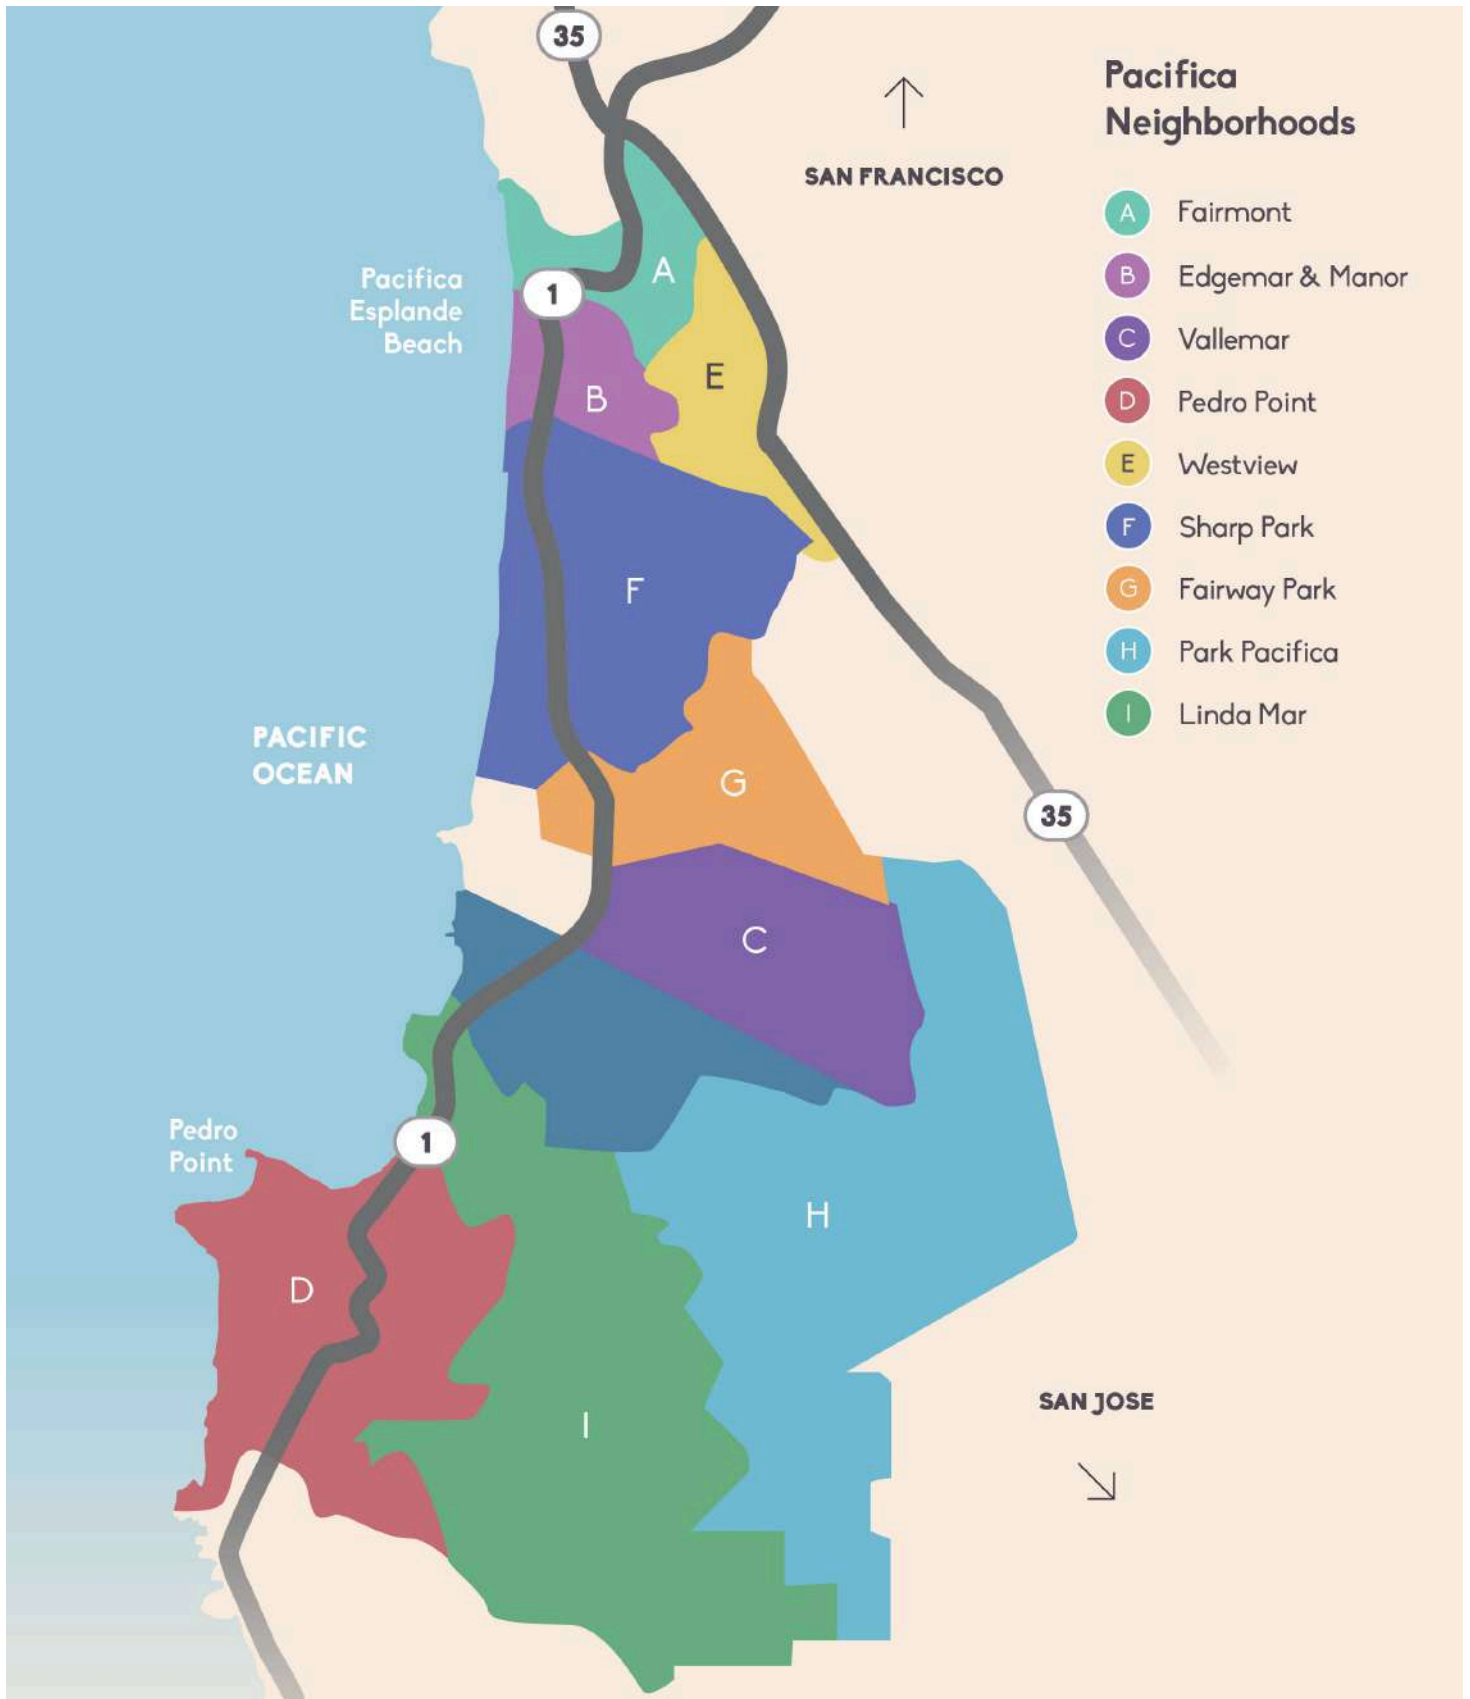 35
Pacifica
Neighborhoods
SAN FRANCISCO
A Fairmont
Pacifica
Esplande
Beach
A
B Edgemar & Manor
1
C Vallemar
E
B
D Pedro Point
E Westview
F Sharp Park
F
G Fairway Park
H Park Pacifica
I Linda Mar
PACIFIC
OCEAN
G
35
C
Pedro
Point
1
H
D
SAN JOSE
I